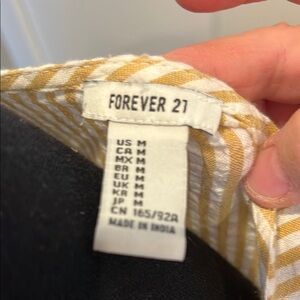 FOREVER 21
US M
CA M
MX M
BR M
EU M
UK M
KR M
JP M
CN 165/92A
MADE IN INDIA